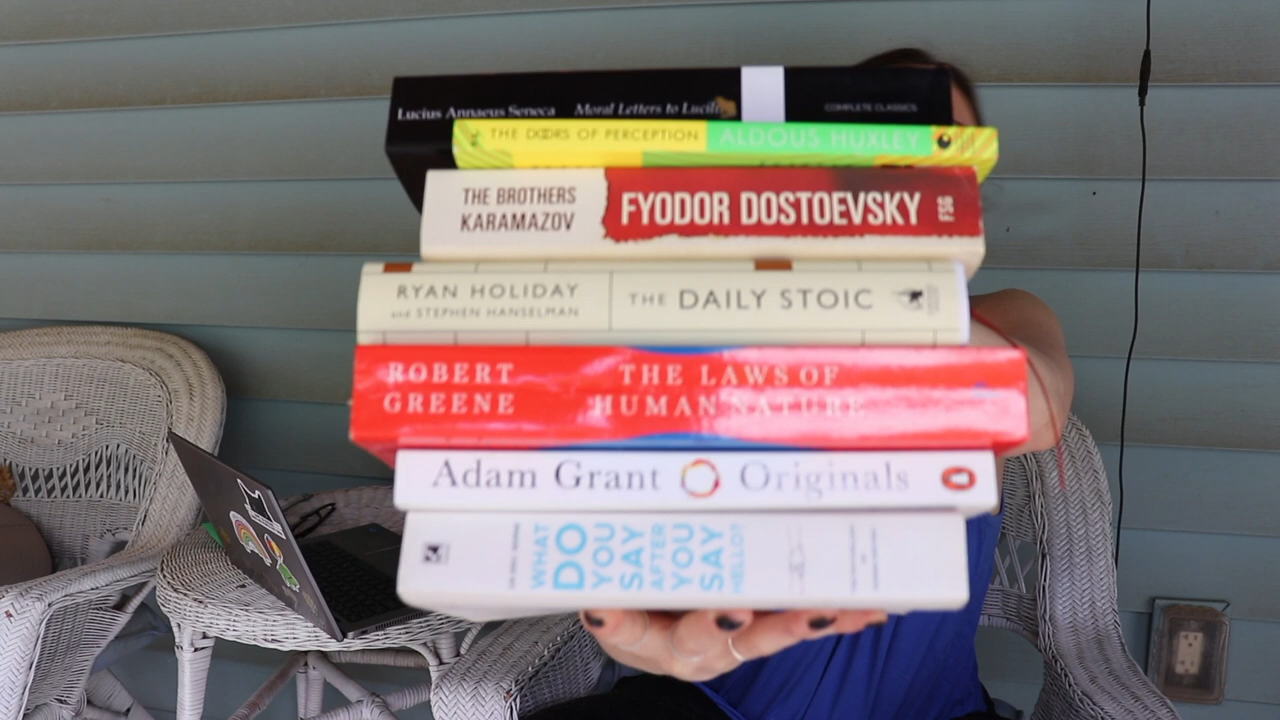 Lucius Annaeus Seneca Moral Letters to Lucili COMPLETE CLASSICS
THE DOORS OF PERCEPTION ALDOUS HUXLEY
THE BROTHERS
KARAMAZOV
FYODOR DOSTOEVSKY FSG
RYAN HOLIDAY
and STEPHEN HANSELMAN
THE DAILY STOIC
ROBERT
GREENE
THE LAWS OF
HUMAN NATURE
Adam Grant Originals
WHAT
DO
YOU
SAY
AFTER
YOU
SAY
HELLO?